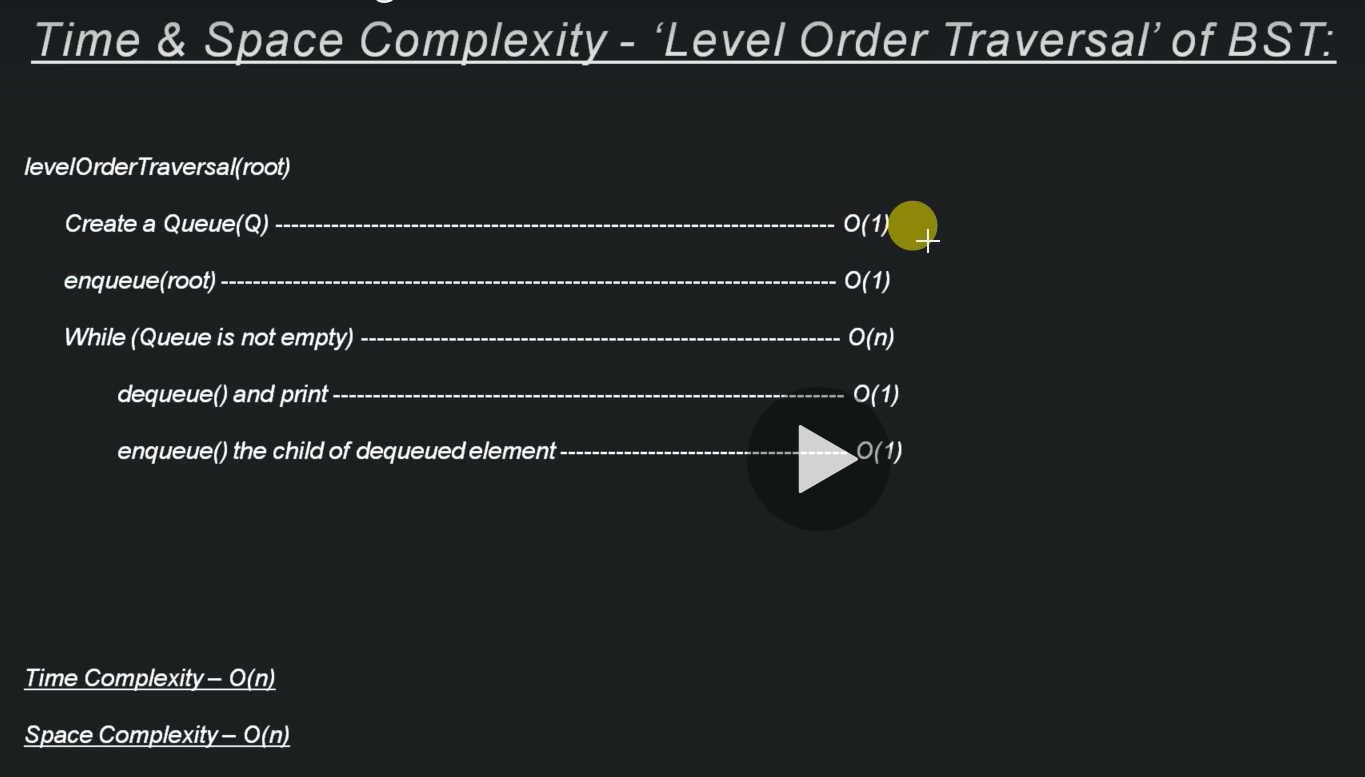 Time & Space Complexity - ‘Level Order Traversal’ of BST:
levelOrderTraversal(root)
Create a Queue(Q) ---------------------------------------------------------------------- O(1)
enqueue(root) ----------------------------------------------------------------------------- O(1)
While (Queue is not empty) ------------------------------------------------------------ O(n)
dequeue() and print ---------------------------------------------------------------- O(1)
enqueue() the child of dequeued element ------------------------------------ O(1)
Time Complexity – O(n)
Space Complexity – O(n)